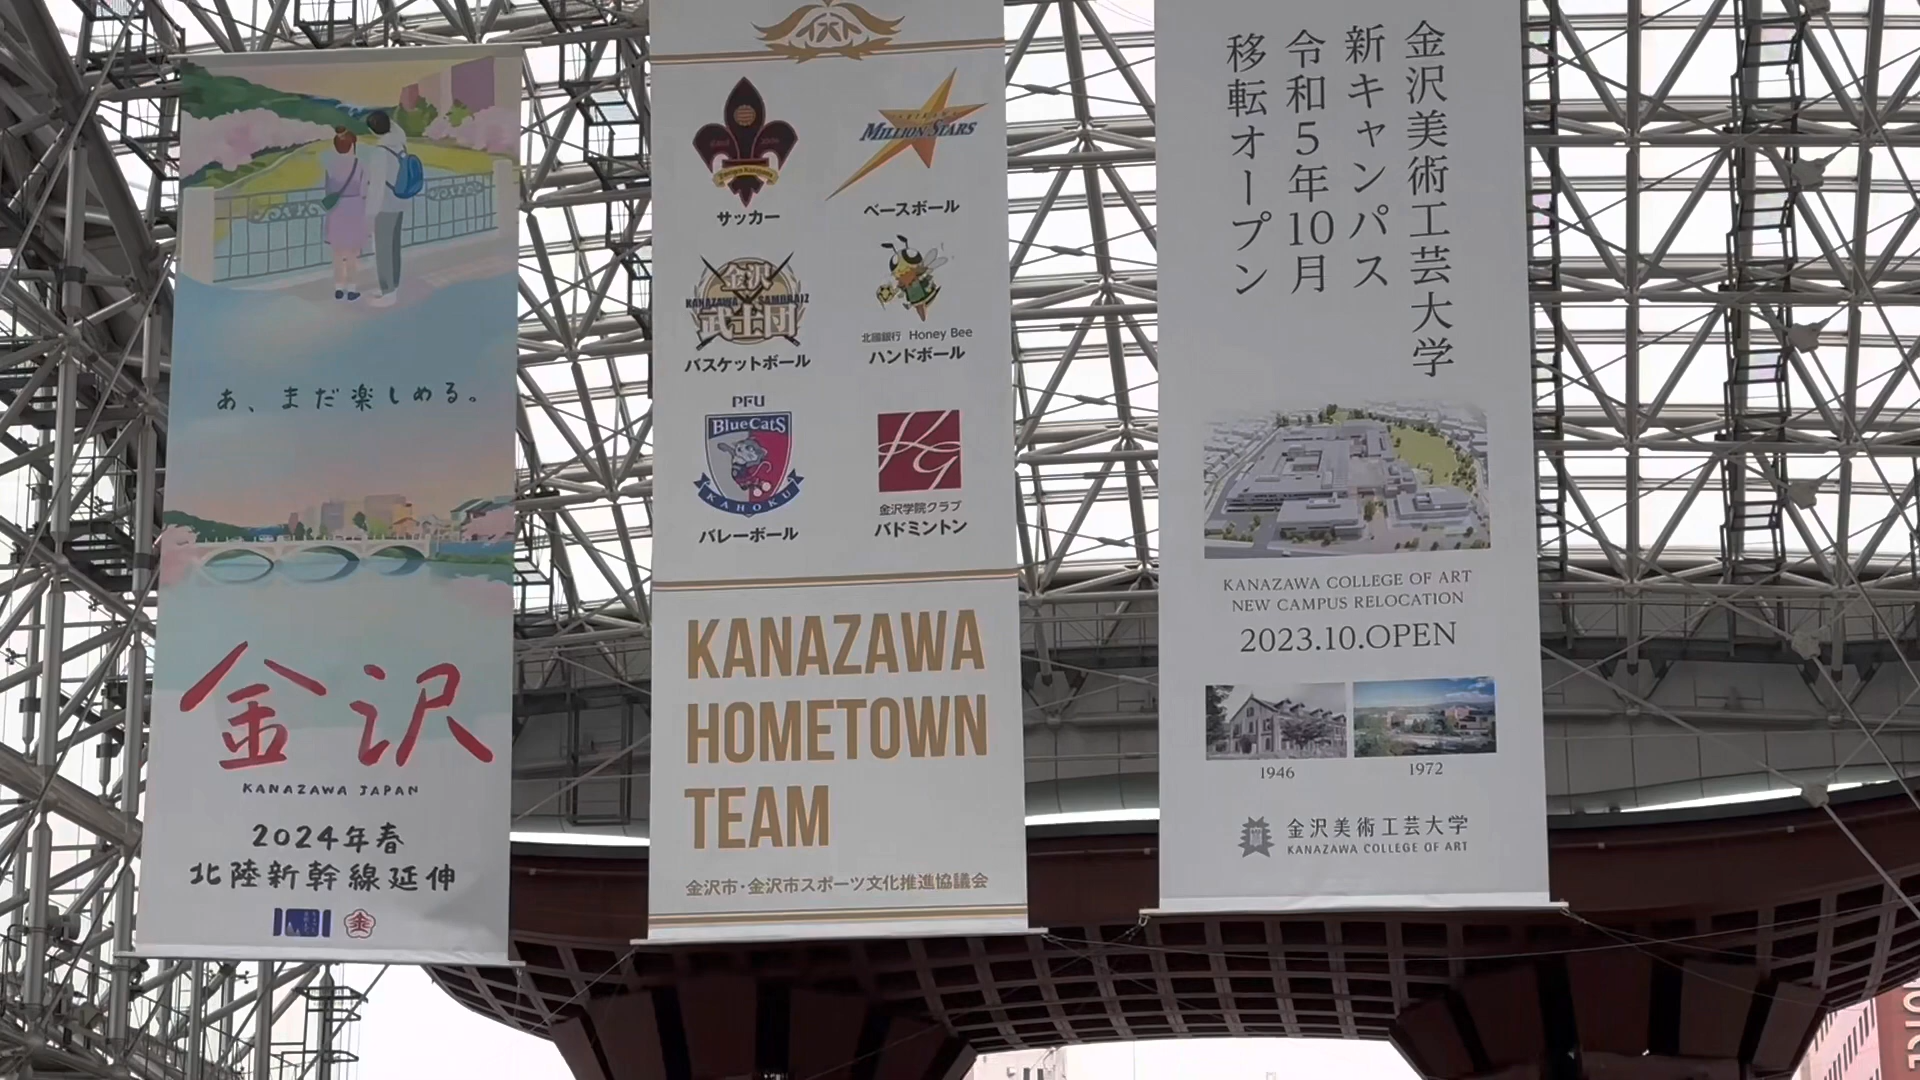 あ、まだ楽しめる。
金沢
KANAZAWA JAPAN
2024年春
北陸新幹線延伸
サッカー
MILLION STARS
ベースボール
金沢
KANAZAWA SAMURAIZ
武士団
バスケットボール
北國銀行 Honey Bee
ハンドボール
PFU
BlueCats
KAHOKU
バレーボール
KG
金沢学院クラブ
バドミントン
KANAZAWA
HOMETOWN
TEAM
金沢市・金沢市スポーツ文化推進協議会
金沢美術工芸大学
新キャンパス
令和5年10月
移転オープン
KANAZAWA COLLEGE OF ART
NEW CAMPUS RELOCATION
2023.10.OPEN
1946
1972
金沢美術工芸大学
KANAZAWA COLLEGE OF ART